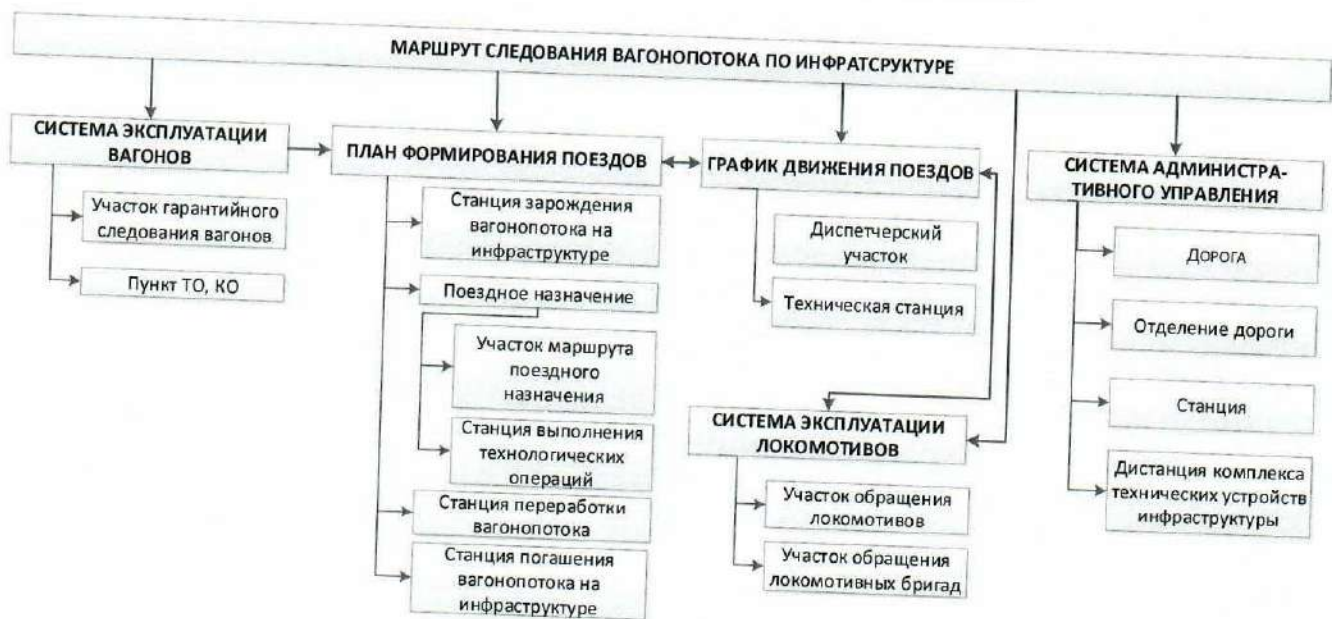 МАРШРУТ СЛЕДОВАНИЯ ВАГОНОПОТОКА ПО ИНФРАТСРУКТУРЕ
СИСТЕМА ЭКСПЛУАТАЦИИ
ВАГОНОВ
Участок гарантийного
следования вагонов
Пункт ТО, КО
ПЛАН ФОРМИРОВАНИЯ ПОЕЗДОВ
Станция зарождения
вагонопотока на
инфраструктуре
Поездное назначение
Участок маршрута
поездного
назначения
Станция выполнения
технологических
операций
Станция переработки
вагонопотока
Станция погашения
вагонопотока на
инфраструктуре
ГРАФИК ДВИЖЕНИЯ ПОЕЗДОВ
Диспетчерский
участок
Техническая станция
СИСТЕМА ЭКСПЛУАТАЦИИ
ЛОКОМОТИВОВ
Участок обращения
локомотивов
Участок обращения
локомотивных бригад
СИСТЕМА АДМИНИСТРА-
ТИВНОГО УПРАВЛЕНИЯ
ДОРОГА
Отделение дороги
Станция
Дистанция комплекса
технических устройств
инфраструктуры